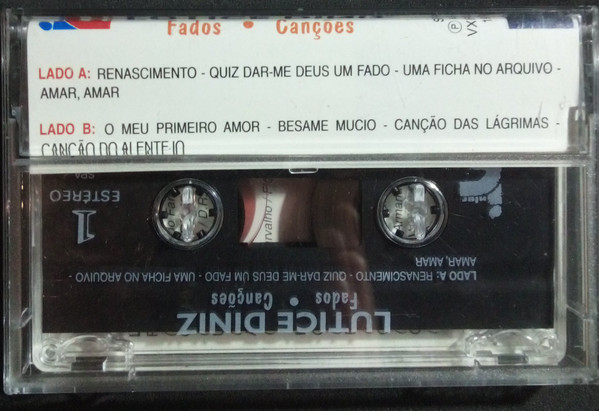 Fados • Canções
LADO A: RENASCIMENTO - QUIZ DAR-ME DEUS UM FADO - UMA FICHA NO ARQUIVO -
AMAR, AMAR
LADO B: O MEU PRIMEIRO AMOR - BESAME MUCIO - CANÇÃO DAS LÁGRIMAS -
CANÇÃO DO ALENTEJO
LUTICE DINIZ
Fados • Canções
LADO A: RENASCIMENTO - QUIZ DAR-ME DEUS UM FADO - UMA FICHA NO ARQUIVO -
AMAR, AMAR
inter
1
ESTÉREO
SPA